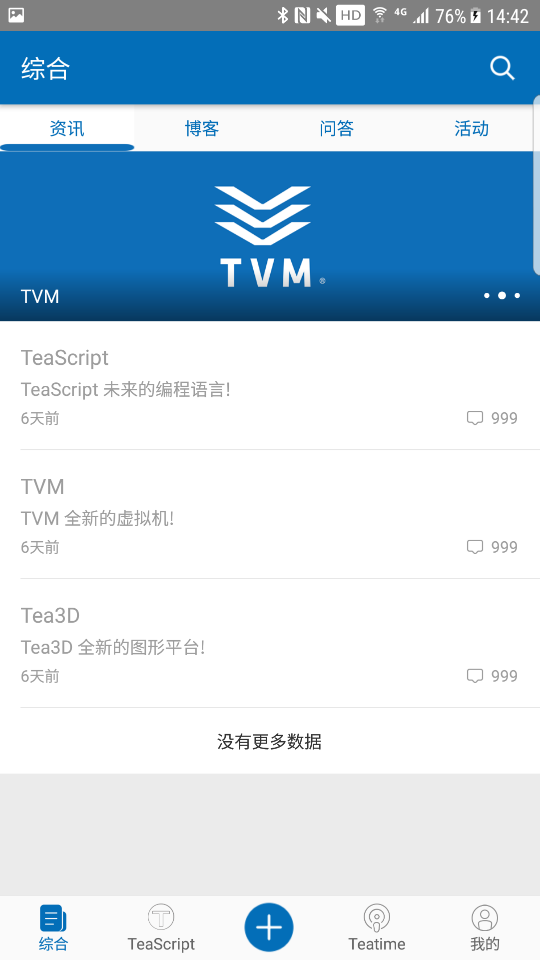 HD 4G 76% 14:42
综合
资讯 博客 问答 活动
TVM®
TVM
TeaScript
TeaScript 未来的编程语言!
6天前 999
TVM
TVM 全新的虚拟机!
6天前 999
Tea3D
Tea3D 全新的图形平台!
6天前 999
没有更多数据
综合 TeaScript Teatime 我的